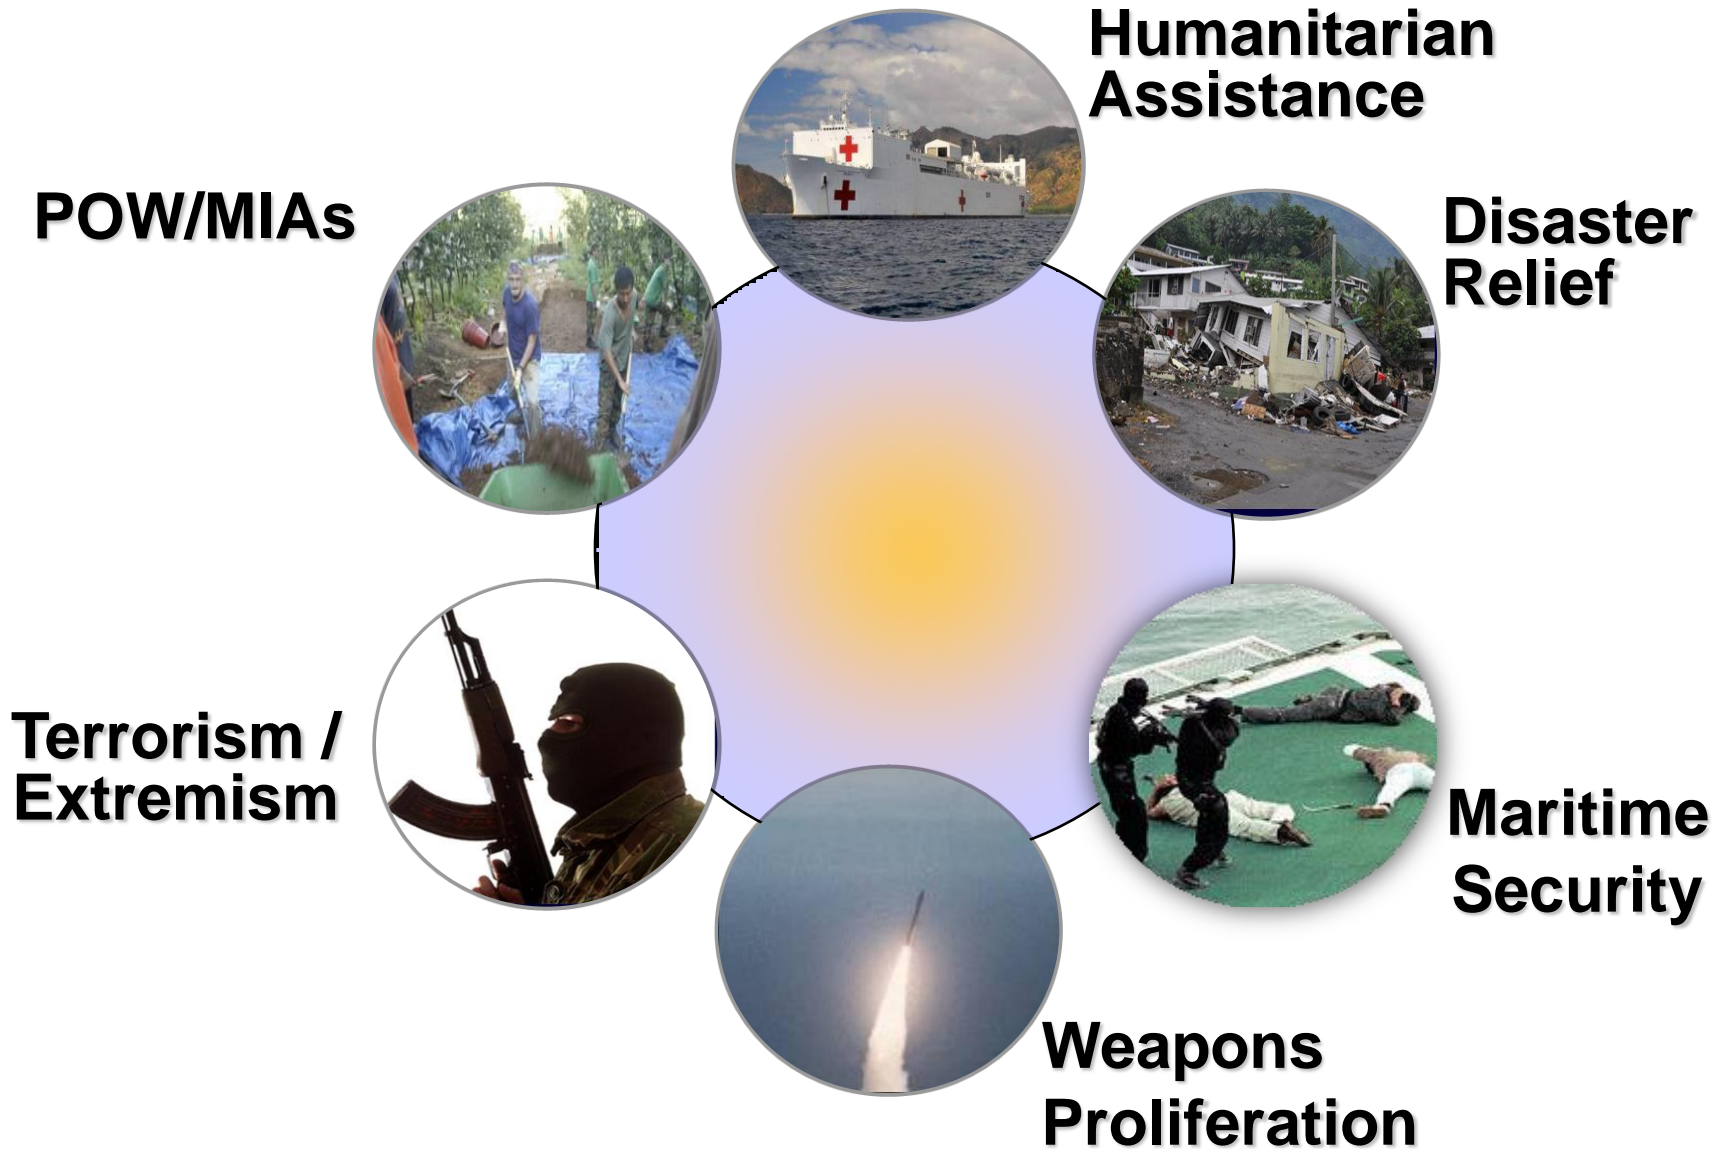 Humanitarian
Assistance
POW/MIAs
Disaster
Relief
Terrorism /
Extremism
Maritime
Security
Weapons
Proliferation